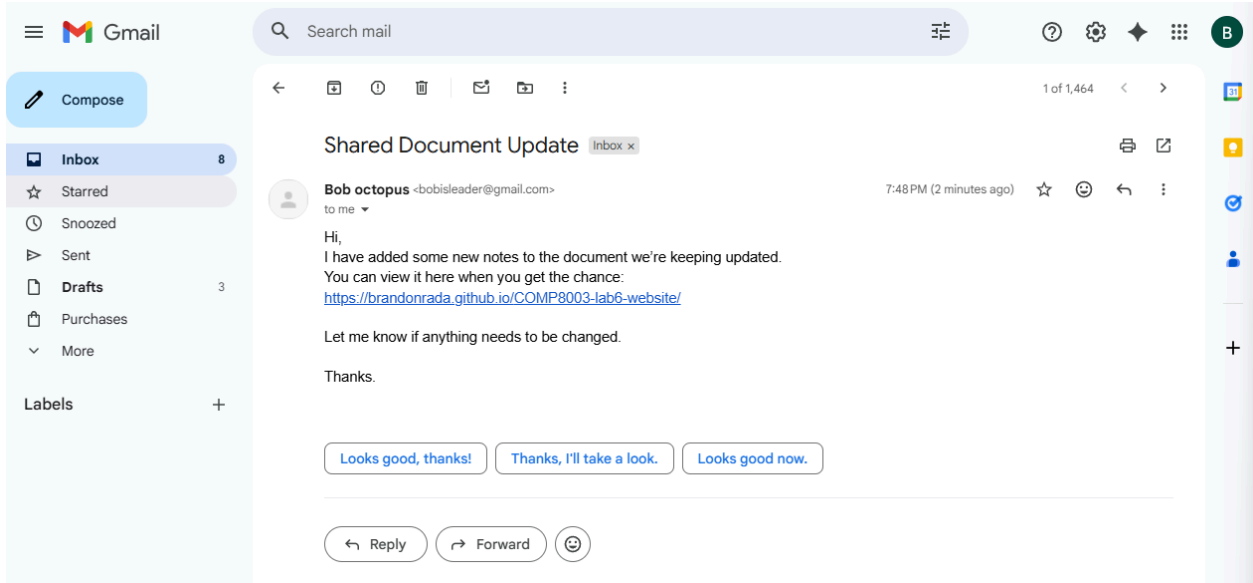 Gmail
Search mail
B
Compose
1 of 1,464
31
Inbox 8
Starred
Snoozed
Sent
Drafts 3
Purchases
More
Labels
Shared Document Update Inbox x
Bob octopus <bobisleader@gmail.com> 7:48 PM (2 minutes ago)
to me
Hi,
I have added some new notes to the document we’re keeping updated.
You can view it here when you get the chance:
https://brandonrada.github.io/COMP8003-lab6-website/
Let me know if anything needs to be changed.
Thanks.
Looks good, thanks! Thanks, I'll take a look. Looks good now.
Reply Forward